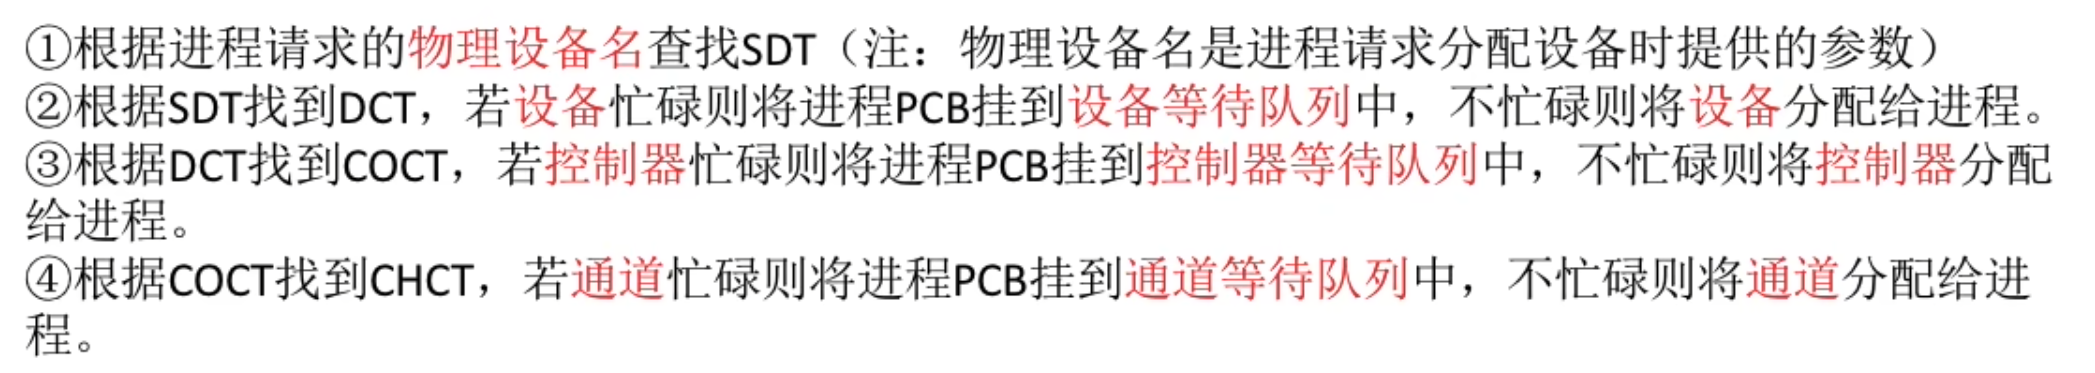 ①根据进程请求的物理设备名查找SDT（注：物理设备名是进程请求分配设备时提供的参数）
②根据SDT找到DCT，若设备忙碌则将进程PCB挂到设备等待队列中，不忙碌则将设备分配给进程。
③根据DCT找到COCT，若控制器忙碌则将进程PCB挂到控制器等待队列中，不忙碌则将控制器分配
给进程。
④根据COCT找到CHCT，若通道忙碌则将进程PCB挂到通道等待队列中，不忙碌则将通道分配给进
程。